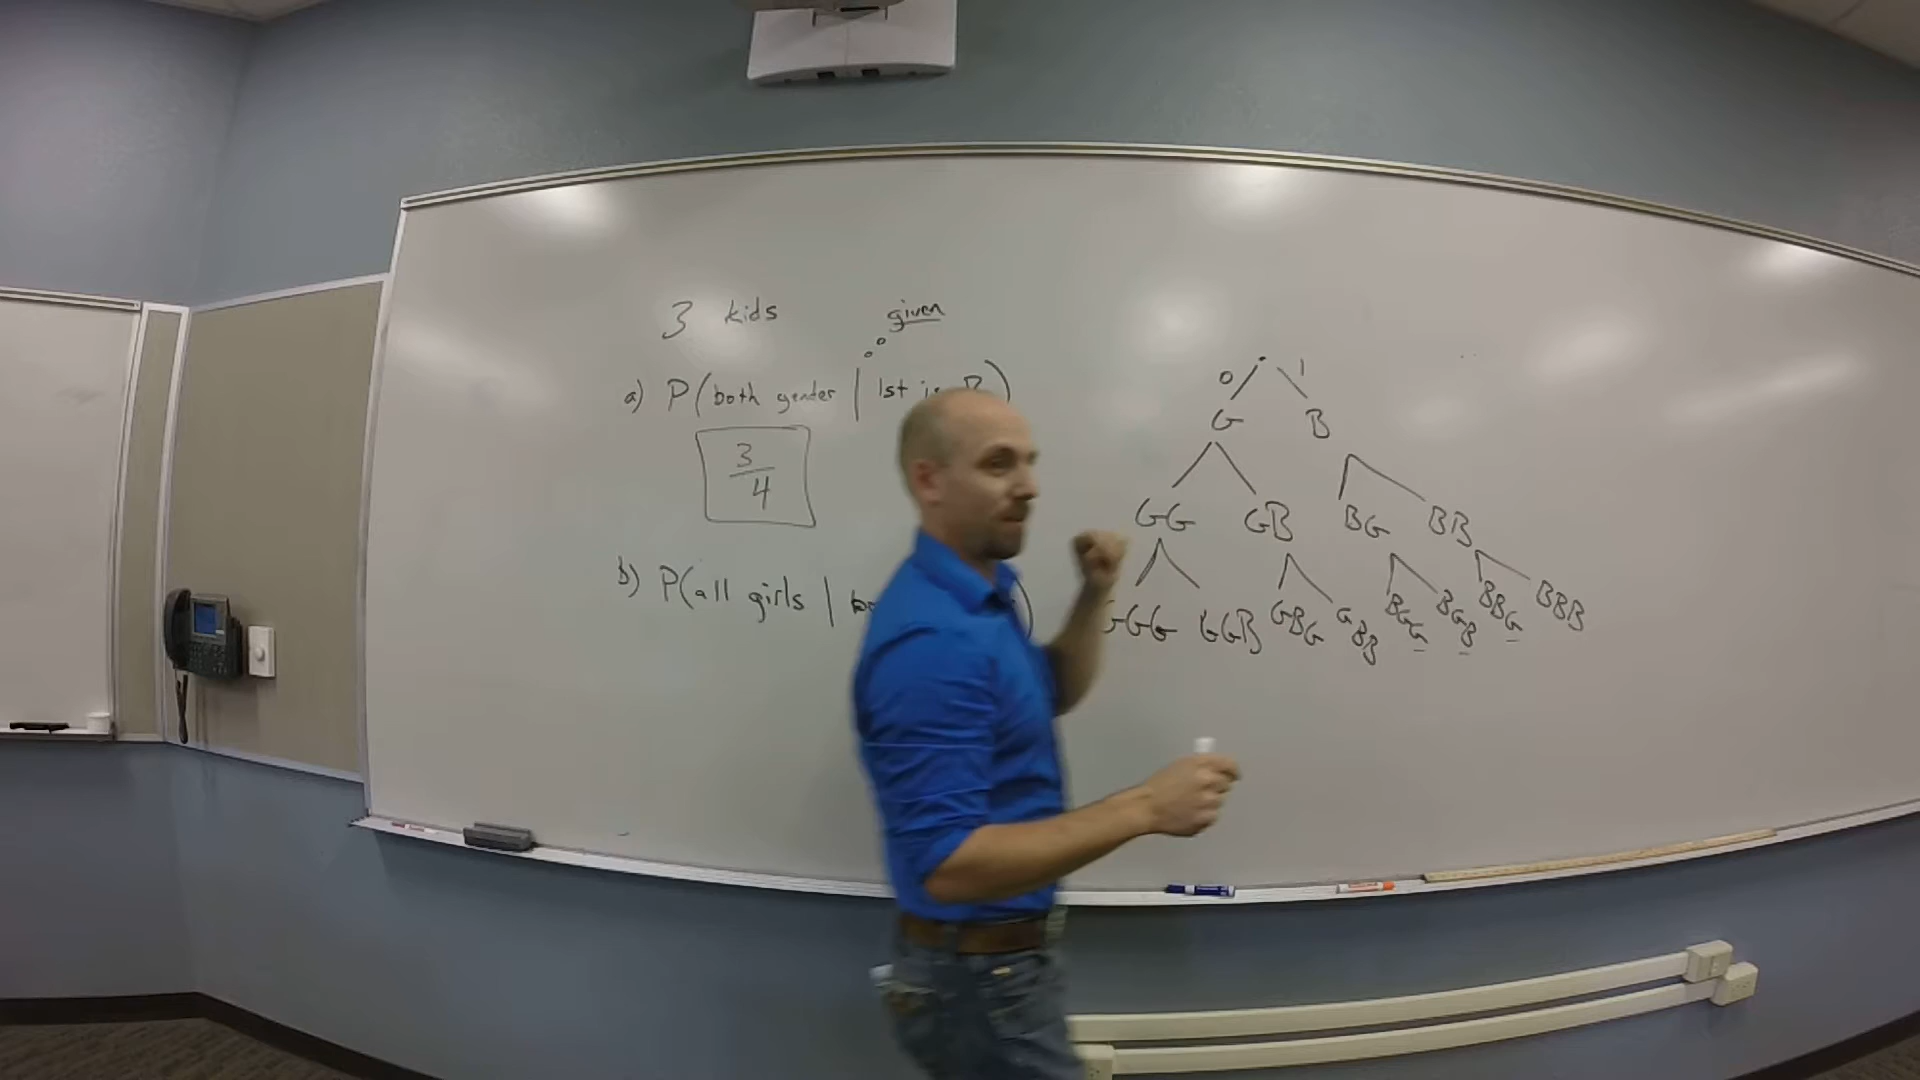 3 kids
given
a) P(both gender | 1st is B)
3
4
b) P(all girls |
)
0 1
G B
GG GB BG BB
GGG GGB GBG GBB BGG BGB BBG BBB